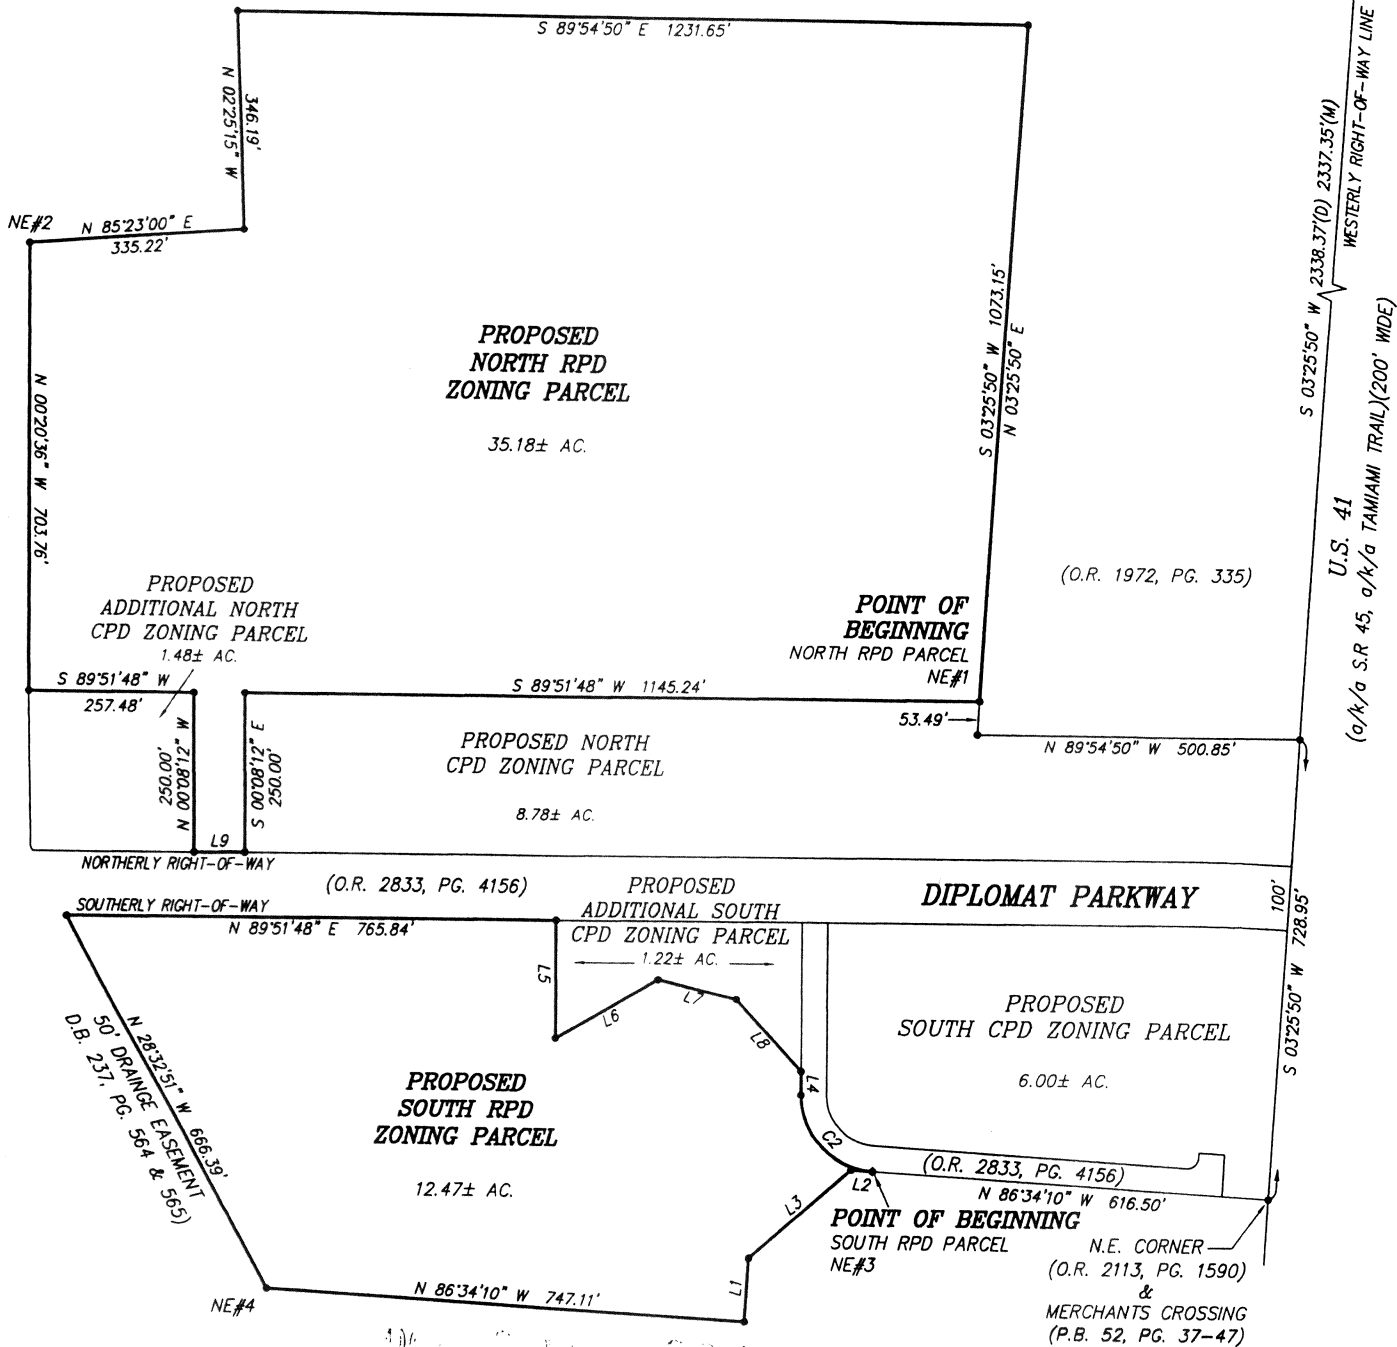 S 89°54'50" E 1231.65'
N 02°25'15" W
346.19'
NE#2
N 85°23'00" E
335.22'
PROPOSED
NORTH RPD
ZONING PARCEL
35.18± AC.
N 00°20'36" W 703.76'
S 03°25'50" W 1073.15'
N 03°25'50" E
S 03°25'50" W 2338.37'(D) 2337.35'(M)
WESTERLY RIGHT-OF-WAY LINE
U.S. 41
(a/k/a S.R 45, a/k/a TAMIAMI TRAIL)(200' WIDE)
(O.R. 1972, PG. 335)
PROPOSED
ADDITIONAL NORTH
CPD ZONING PARCEL
1.48± AC.
POINT OF
BEGINNING
NORTH RPD PARCEL
NE#1
S 89°51'48" W
257.48'
S 89°51'48" W 1145.24'
53.49'
N 89°54'50" W 500.85'
N 00°08'12" W
250.00'
S 00°08'12" E
250.00'
L9
PROPOSED NORTH
CPD ZONING PARCEL
8.78± AC.
NORTHERLY RIGHT-OF-WAY
(O.R. 2833, PG. 4156)
DIPLOMAT PARKWAY
100'
S 03°25'50" W 728.95'
SOUTHERLY RIGHT-OF-WAY
N 89°51'48" E 765.84'
PROPOSED
ADDITIONAL SOUTH
CPD ZONING PARCEL
1.22± AC.
L5
L6
L7
L8
L4
C2
L2
L3
L1
PROPOSED
SOUTH CPD ZONING PARCEL
6.00± AC.
N 28°32'51" W 666.39'
50' DRAINGE EASEMENT
D.B. 237, PG. 564 & 565)
PROPOSED
SOUTH RPD
ZONING PARCEL
12.47± AC.
(O.R. 2833, PG. 4156)
N 86°34'10" W 616.50'
POINT OF BEGINNING
SOUTH RPD PARCEL
NE#3
N.E. CORNER
(O.R. 2113, PG. 1590)
&
MERCHANTS CROSSING
(P.B. 52, PG. 37-47)
NE#4
N 86°34'10" W 747.11'